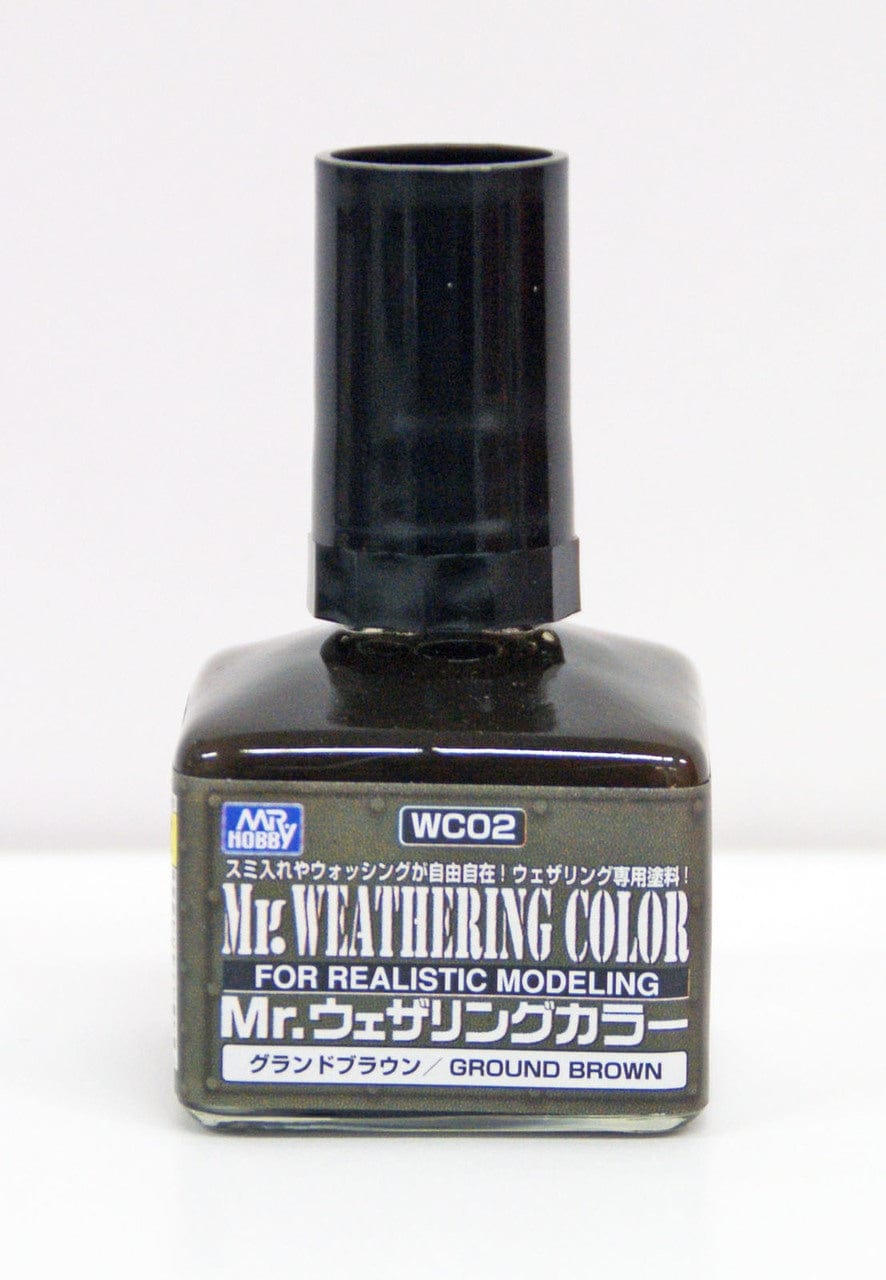 MR HOBBY
WC02
スミ入れやウォッシングが自由自在！ウェザリング専用塗料！
Mr. WEATHERING COLOR
FOR REALISTIC MODELING
Mr.ウェザリングカラー
グランドブラウン／ GROUND BROWN